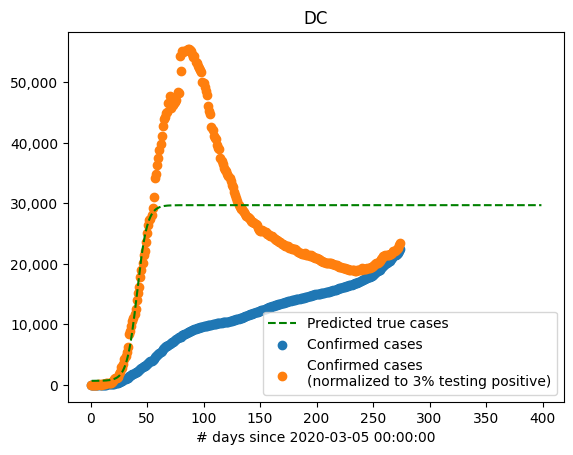 DC
50,000
40,000
30,000
20,000
10,000
0
Predicted true cases
Confirmed cases
Confirmed cases
(normalized to 3% testing positive)
0 50 100 150 200 250 300 350 400
# days since 2020-03-05 00:00:00